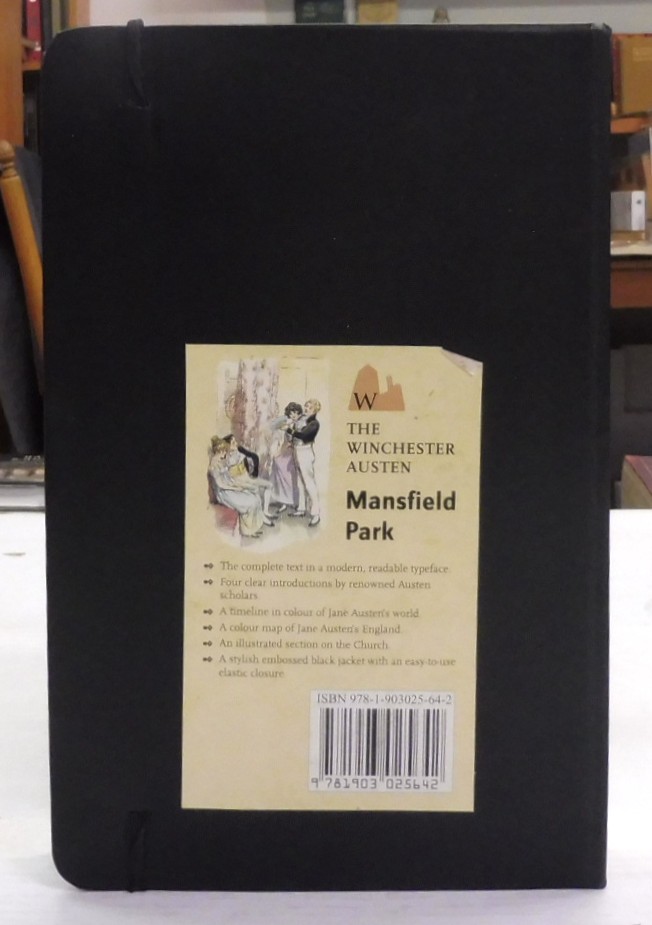 W
THE
WINCHESTER
AUSTEN
Mansfield
Park
The complete text in a modern, readable typeface.
Four clear introductions by renowned Austen
scholars.
A timeline in colour of Jane Austen's world.
A colour map of Jane Austen's England.
An illustrated section on the Church.
A stylish embossed black jacket with an easy-to-use
elastic closure.
ISBN 978-1-903025-64-2
9 781903 025642